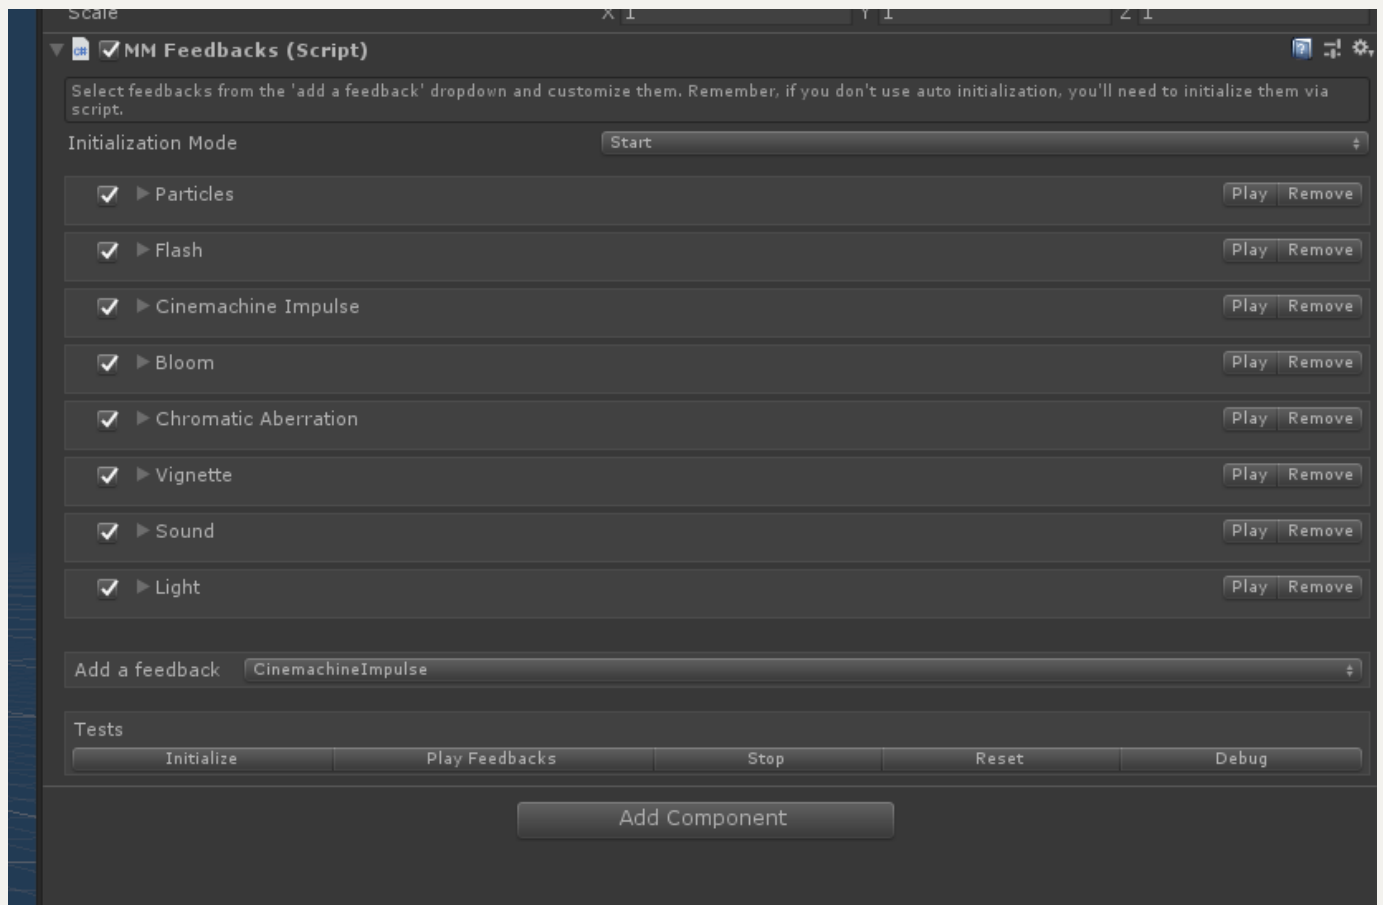 Scale X 1 Y 1 Z 1
MM Feedbacks (Script)
Select feedbacks from the 'add a feedback' dropdown and customize them. Remember, if you don't use auto initialization, you'll need to initialize them via
script.
Initialization Mode Start
Particles Play Remove
Flash Play Remove
Cinemachine Impulse Play Remove
Bloom Play Remove
Chromatic Aberration Play Remove
Vignette Play Remove
Sound Play Remove
Light Play Remove
Add a feedback CinemachineImpulse
Tests
Initialize Play Feedbacks Stop Reset Debug
Add Component